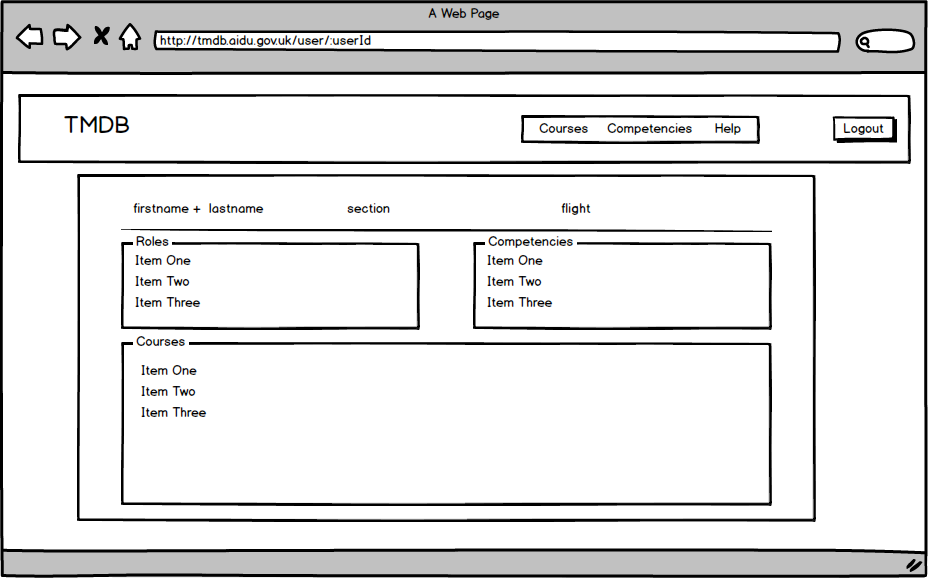 A Web Page
http://tmdb.aidu.gov.uk/user/:userId
TMDB
Courses Competencies Help
Logout
firstname + lastname section flight
Roles
Item One
Item Two
Item Three
Competencies
Item One
Item Two
Item Three
Courses
Item One
Item Two
Item Three